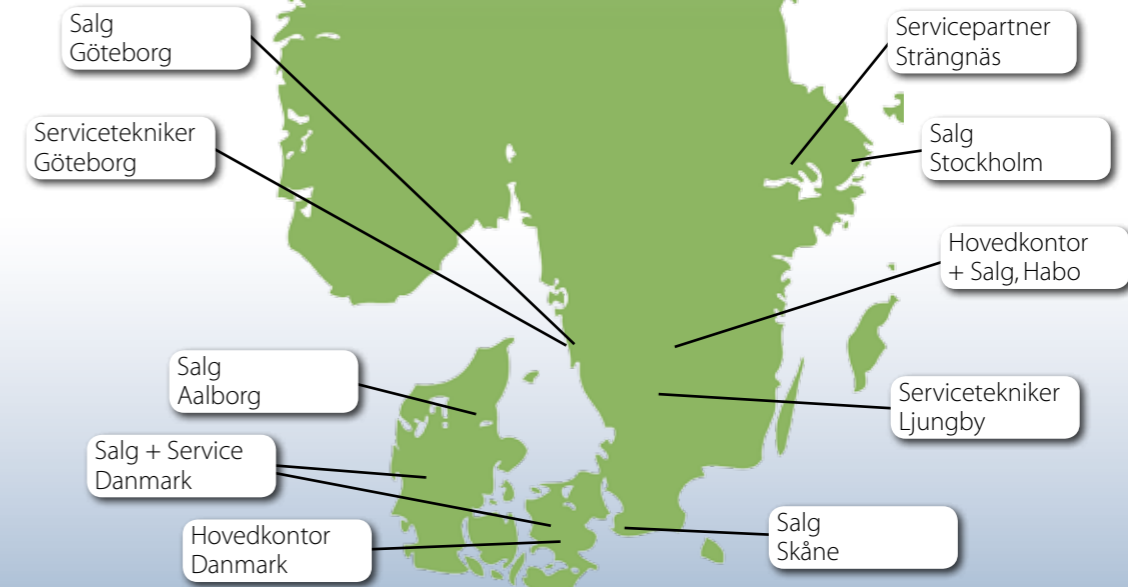 Salg
Göteborg
Servicepartner
Strängnäs
Servicetekniker
Göteborg
Salg
Stockholm
Hovedkontor
+ Salg, Habo
Salg
Aalborg
Servicetekniker
Ljungby
Salg + Service
Danmark
Salg
Skåne
Hovedkontor
Danmark